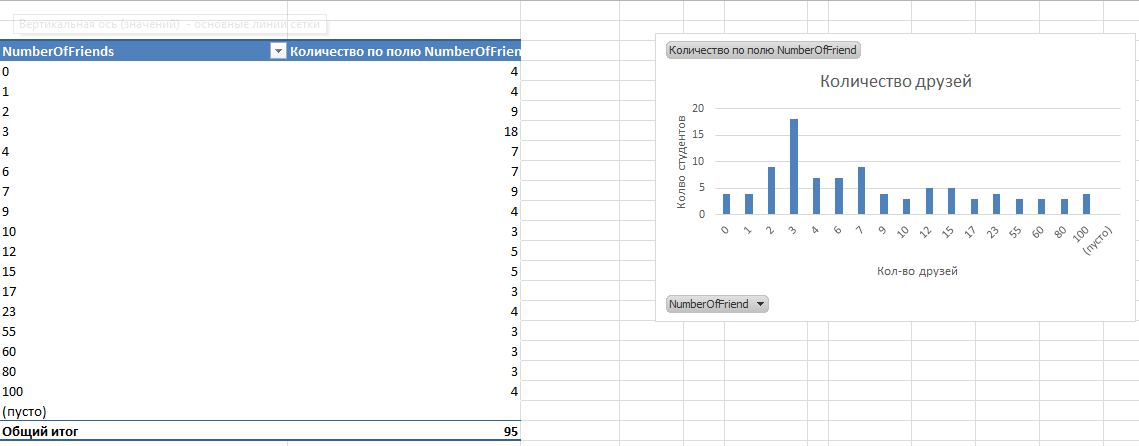 Вертикальная ось (значений) - основные линии сетки
NumberOfFriends Количество по полю NumberOfFrien
0 4
1 4
2 9
3 18
4 7
6 7
7 9
9 4
10 3
12 5
15 5
17 3
23 4
55 3
60 3
80 3
100 4
(пусто)
Общий итог 95
Количество по полю NumberOfFriend
Количество друзей
Колво студентов
20
15
10
5
0
0 1 2 3 4 6 7 9 10 12 15 17 23 55 60 80 100 (пусто)
Кол-во друзей
NumberOfFriend